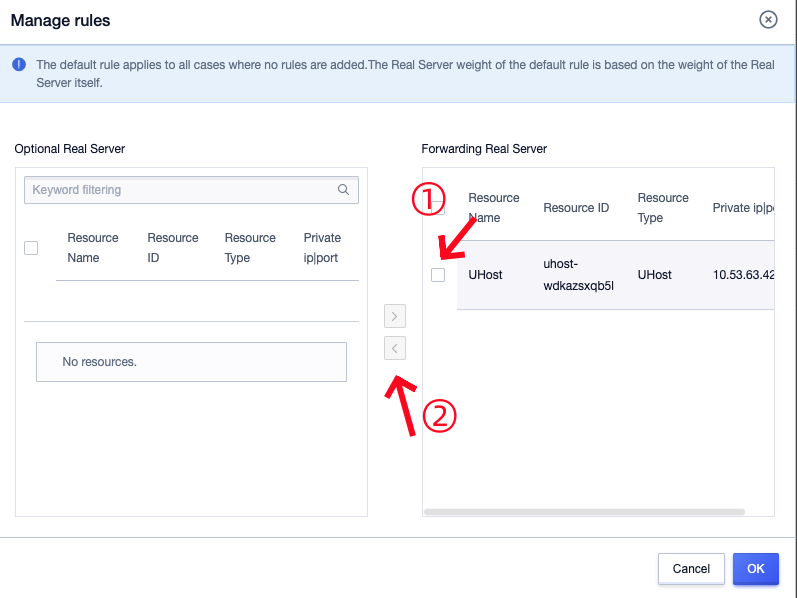 Manage rules
The default rule applies to all cases where no rules are added.The Real Server weight of the default rule is based on the weight of the Real
Server itself.
Optional Real Server
Forwarding Real Server
Keyword filtering
Resource Name
Resource ID
Resource Type
Private ip|port
No resources.
①
Resource Name
Resource ID
Resource Type
Private ip|po
UHost
uhost-
wdkazsxqb5l
UHost
10.53.63.42
②
Cancel
OK